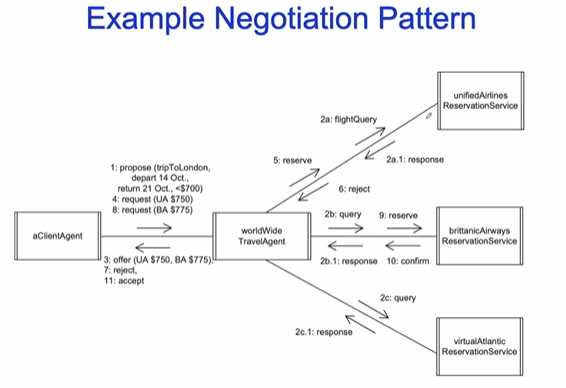 Example Negotiation Pattern
unifiedAirlines
ReservationService
2a: flightQuery
5: reserve
2a.1: response
6: reject
1: propose (tripToLondon,
depart 14 Oct.,
return 21 Oct., <$700)
4: request (UA $750)
8: request (BA $775)
aClientAgent
3: offer (UA $750, BA $775),
7: reject,
11: accept
worldWide
TravelAgent
2b: query
9: reserve
2b.1: response
10: confirm
brittanicAirways
ReservationService
2c: query
2c.1: response
virtualAtlantic
ReservationService